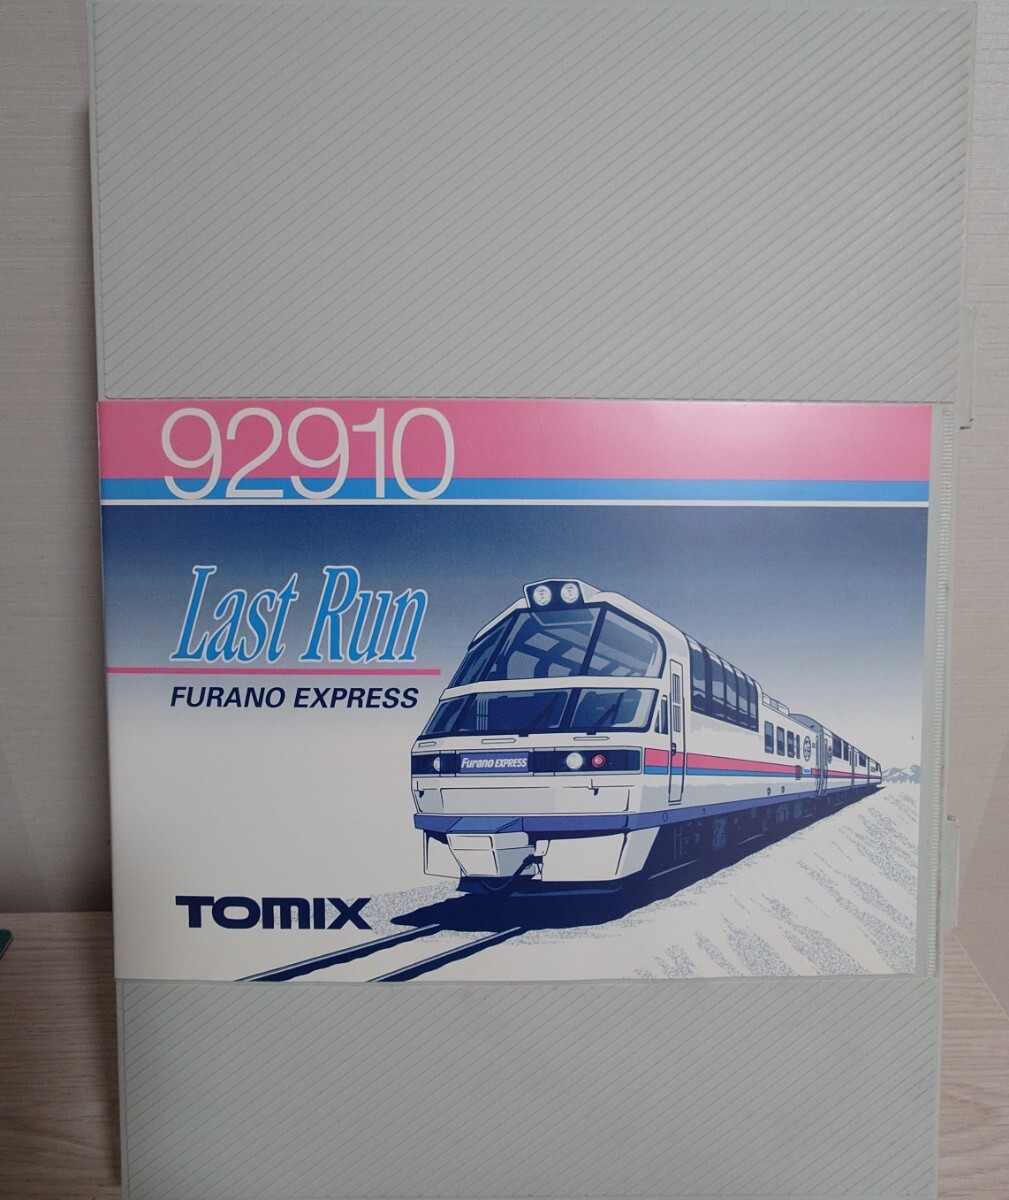 92910
Last Run
FURANO EXPRESS
Furano EXPRESS
TOMIX